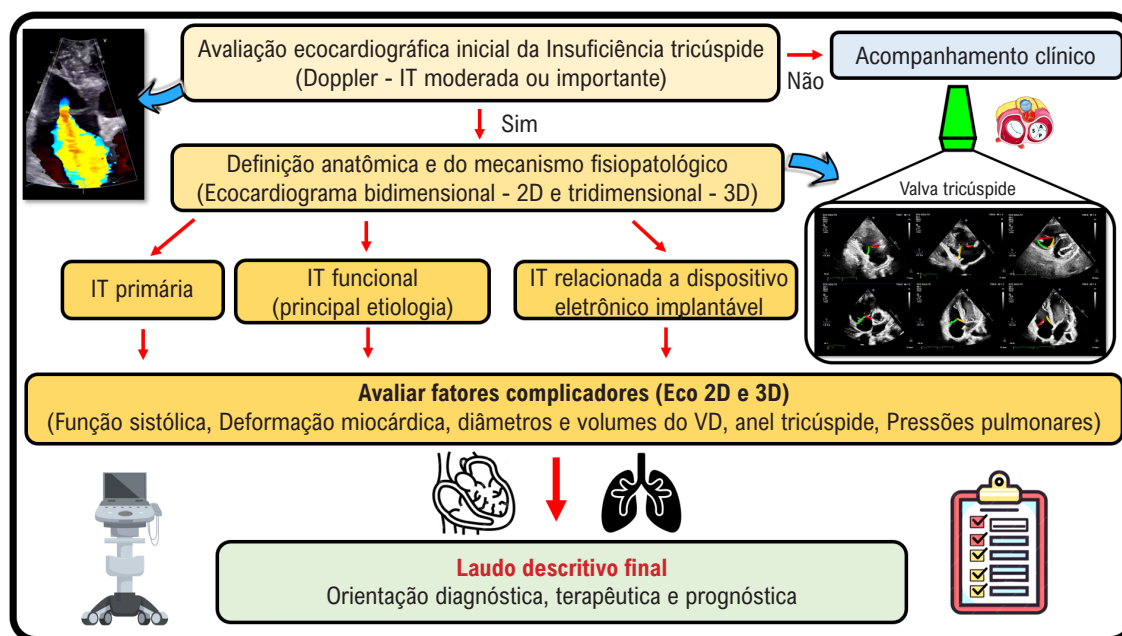 Avaliação ecocardiográfica inicial da Insuficiência tricúspide
(Doppler - IT moderada ou importante)
Não
Acompanhamento clínico
Sim
Definição anatômica e do mecanismo fisiopatológico
(Ecocardiograma bidimensional - 2D e tridimensional - 3D)
Valva tricúspide
IT primária
IT funcional
(principal etiologia)
IT relacionada a dispositivo
eletrônico implantável
Avaliar fatores complicadores (Eco 2D e 3D)
(Função sistólica, Deformação miocárdica, diâmetros e volumes do VD, anel tricúspide, Pressões pulmonares)
Laudo descritivo final
Orientação diagnóstica, terapêutica e prognóstica